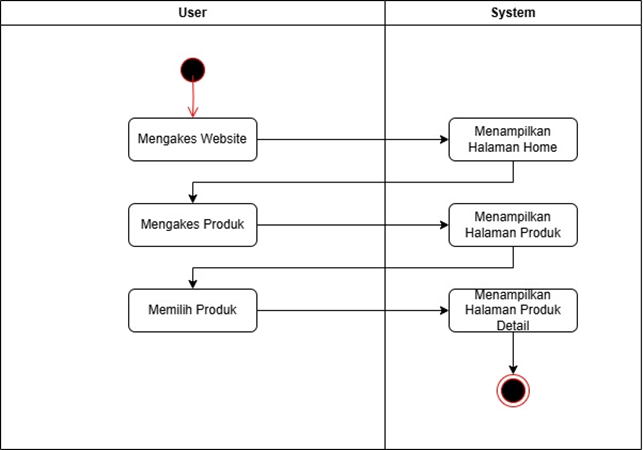 User
System
Mengakes Website
Menampilkan
Halaman Home
Mengakes Produk
Menampilkan
Halaman Produk
Memilih Produk
Menampilkan
Halaman Produk
Detail